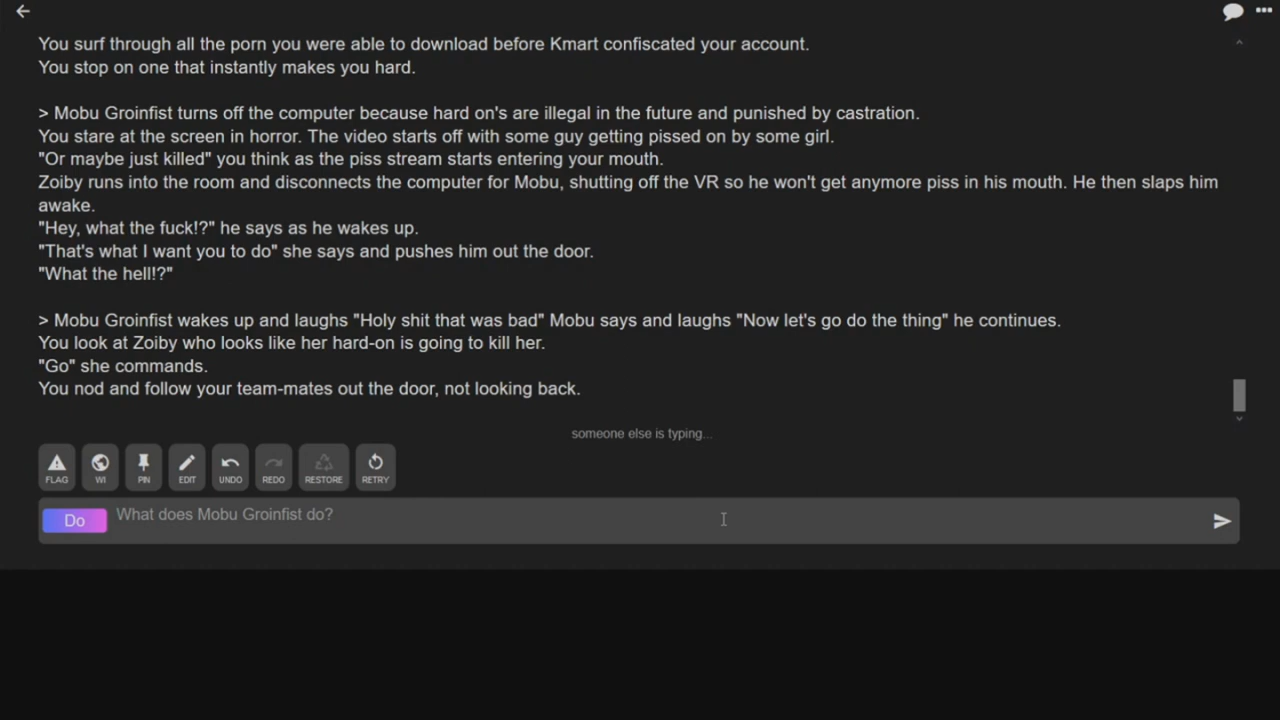 You surf through all the porn you were able to download before Kmart confiscated your account.
You stop on one that instantly makes you hard.
> Mobu Groinfist turns off the computer because hard on's are illegal in the future and punished by castration.
You stare at the screen in horror. The video starts off with some guy getting pissed on by some girl.
"Or maybe just killed" you think as the piss stream starts entering your mouth.
Zoiby runs into the room and disconnects the computer for Mobu, shutting off the VR so he won't get anymore piss in his mouth. He then slaps him
awake.
"Hey, what the fuck!?" he says as he wakes up.
"That's what I want you to do" she says and pushes him out the door.
"What the hell!?"
> Mobu Groinfist wakes up and laughs "Holy shit that was bad" Mobu says and laughs "Now let's go do the thing" he continues.
You look at Zoiby who looks like her hard-on is going to kill her.
"Go" she commands.
You nod and follow your team-mates out the door, not looking back.
someone else is typing...
FLAG WI PIN EDIT UNDO REDO RESTORE RETRY
Do What does Mobu Groinfist do?